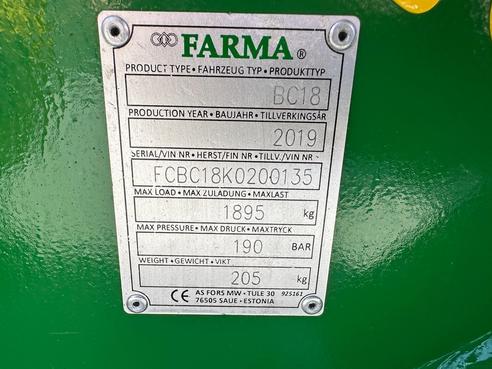 FARMA ®
PRODUCT TYPE • FAHRZEUG TYP • PRODUKTTYP
BC18
PRODUCTION YEAR • BAUJAHR • TILLVERKINGSÅR
2019
SERIAL/VIN NR • HERST/FIN NR • TILLV./VIN NR •
FCBC18K0200135
MAX LOAD • MAX ZULADUNG • MAXLAST
1895 kg
MAX PRESSURE • MAX DRUCK • MAXTRYCK
190 BAR
WEIGHT • GEWICHT • VIKT
205 kg
CE AS FORS MW • TULE 30 925161
76505 SAUE • ESTONIA